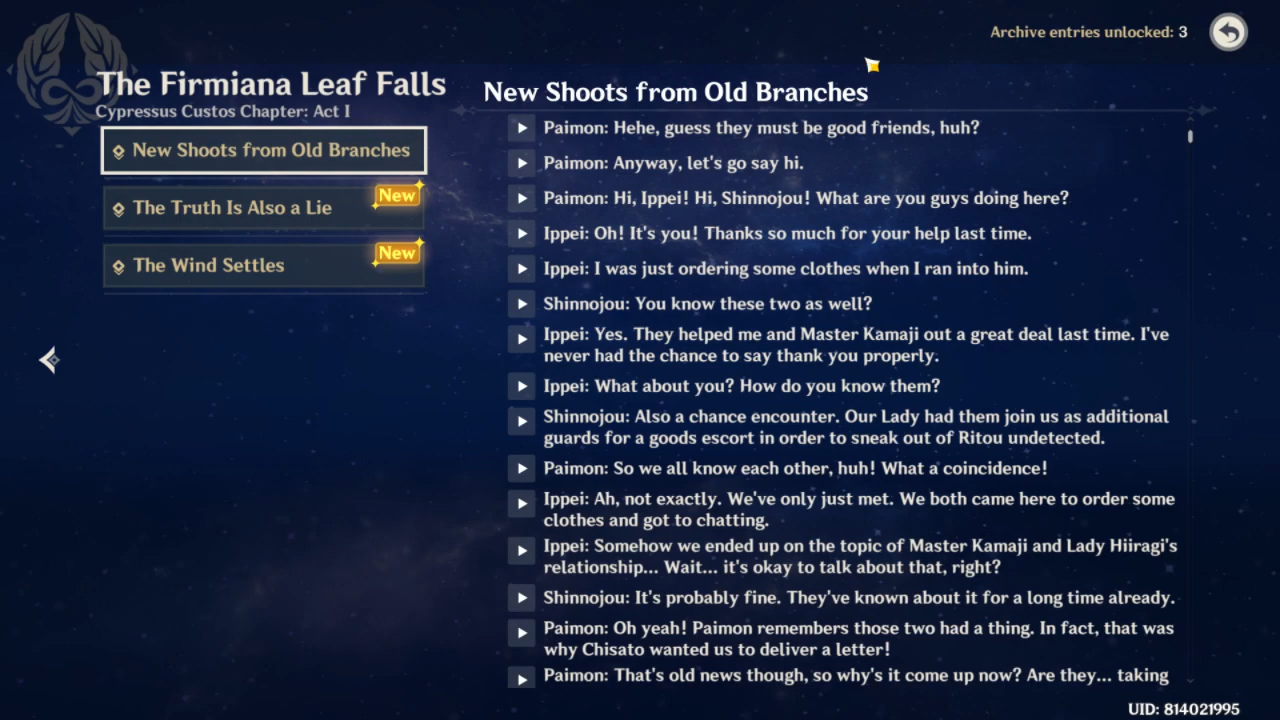 Archive entries unlocked: 3
The Firmiana Leaf Falls
Cypressus Custos Chapter: Act I
New Shoots from Old Branches
New
The Truth Is Also a Lie
New
The Wind Settles
New Shoots from Old Branches
Paimon: Hehe, guess they must be good friends, huh?
Paimon: Anyway, let's go say hi.
Paimon: Hi, Ippei! Hi, Shinnojou! What are you guys doing here?
Ippei: Oh! It's you! Thanks so much for your help last time.
Ippei: I was just ordering some clothes when I ran into him.
Shinnojou: You know these two as well?
Ippei: Yes. They helped me and Master Kamaji out a great deal last time. I've
never had the chance to say thank you properly.
Ippei: What about you? How do you know them?
Shinnojou: Also a chance encounter. Our Lady had them join us as additional
guards for a goods escort in order to sneak out of Ritou undetected.
Paimon: So we all know each other, huh! What a coincidence!
Ippei: Ah, not exactly. We've only just met. We both came here to order some
clothes and got to chatting.
Ippei: Somehow we ended up on the topic of Master Kamaji and Lady Hiiragi's
relationship... Wait... it's okay to talk about that, right?
Shinnojou: It's probably fine. They've known about it for a long time already.
Paimon: Oh yeah! Paimon remembers those two had a thing. In fact, that was
why Chisato wanted us to deliver a letter!
Paimon: That's old news though, so why's it come up now? Are they... taking
UID: 814021995